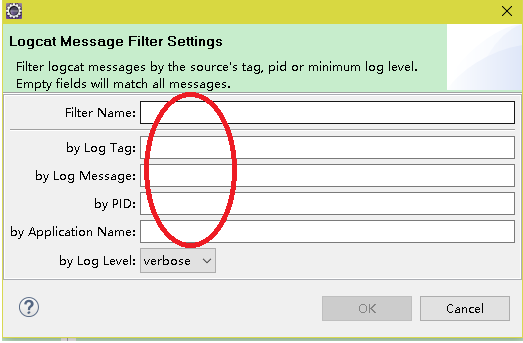 Logcat Message Filter Settings
Filter logcat messages by the source's tag, pid or minimum log level.
Empty fields will match all messages.
Filter Name:
by Log Tag:
by Log Message:
by PID:
by Application Name:
by Log Level: verbose
? OK Cancel